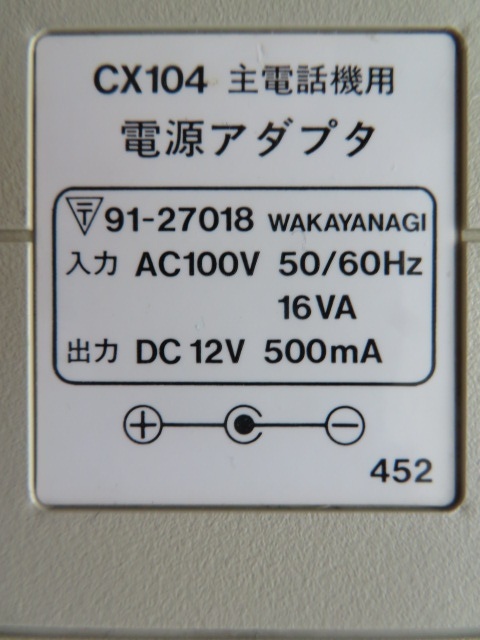 CX104 主電話機用
電源アダプタ
〒 91-27018 WAKAYANAGI
入力 AC100V 50/60Hz
16VA
出力 DC 12V 500mA
452